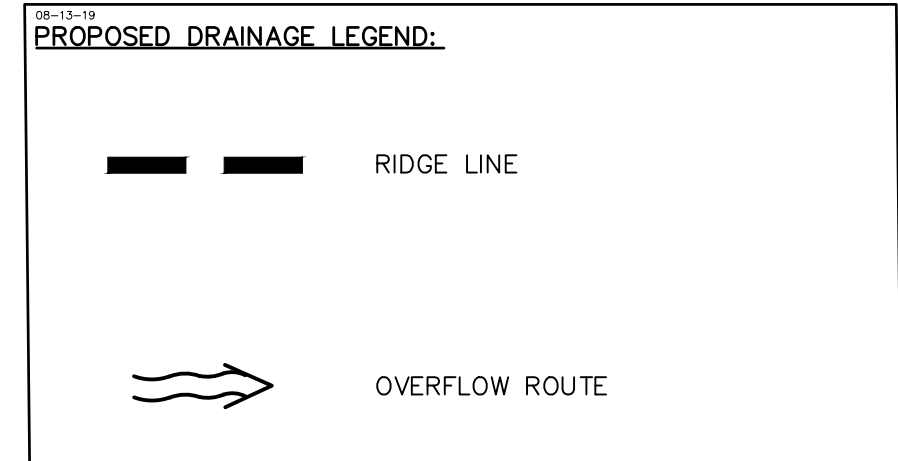 08-13-19
PROPOSED DRAINAGE LEGEND:
RIDGE LINE
OVERFLOW ROUTE